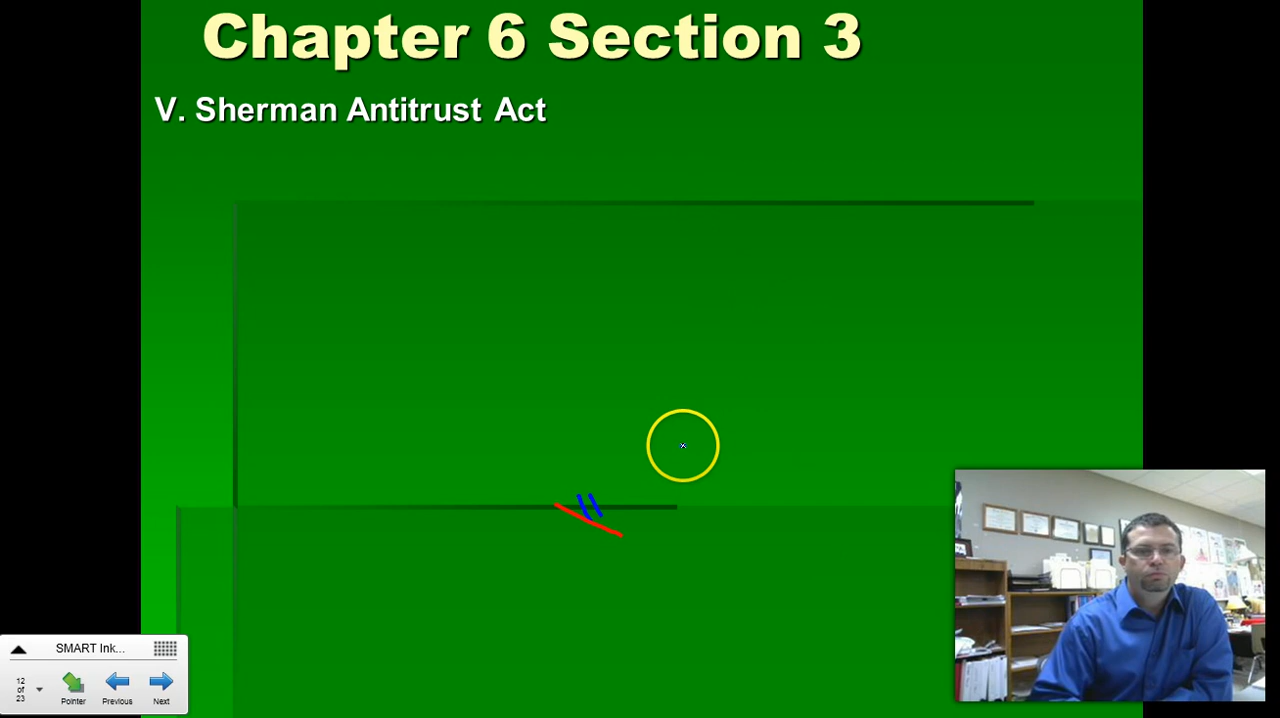 Chapter 6 Section 3
V. Sherman Antitrust Act
SMART Ink...
12
of
23
Pointer
Previous
Next